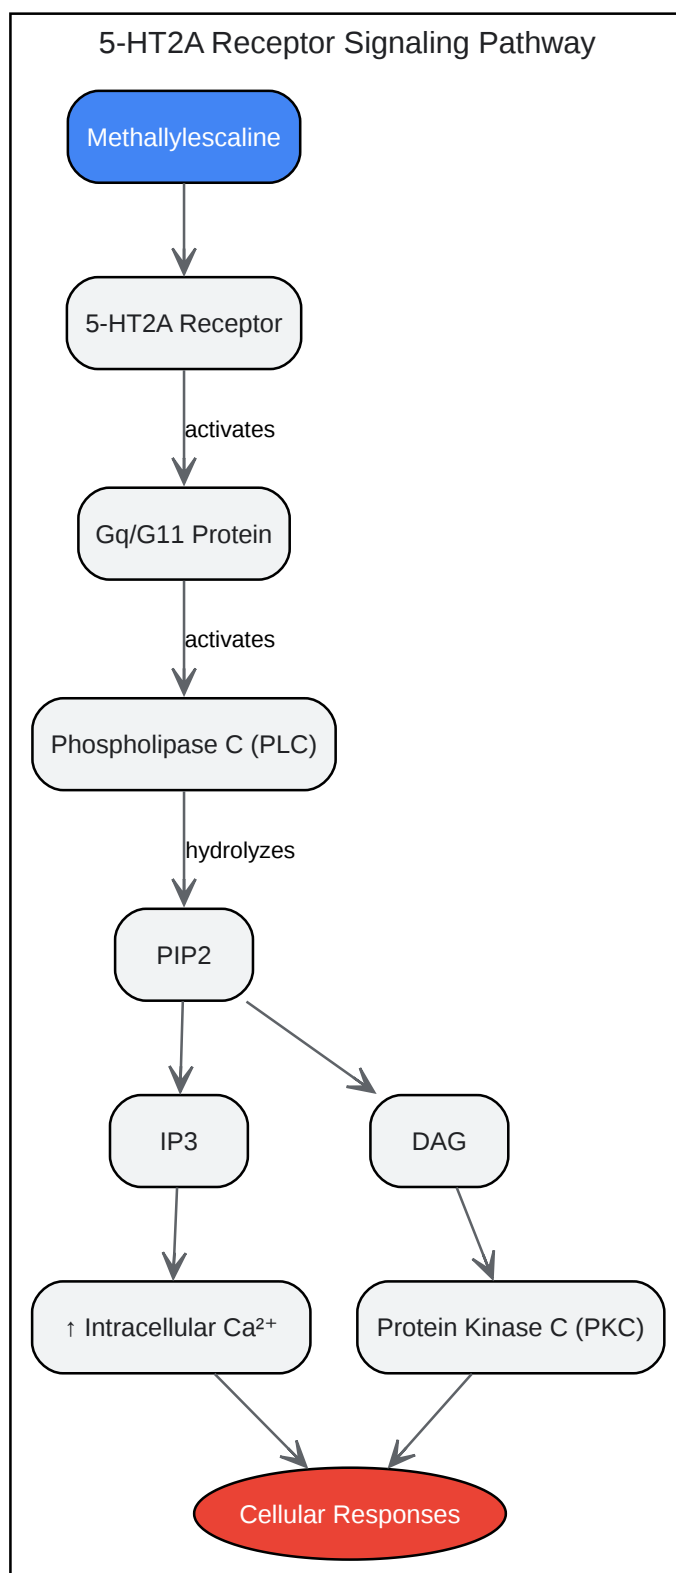 5-HT2A Receptor Signaling Pathway
Methallylescaline
5-HT2A Receptor
activates
Gq/G11 Protein
activates
Phospholipase C (PLC)
hydrolyzes
PIP2
IP3
DAG
↑ Intracellular Ca²⁺
Protein Kinase C (PKC)
Cellular Responses